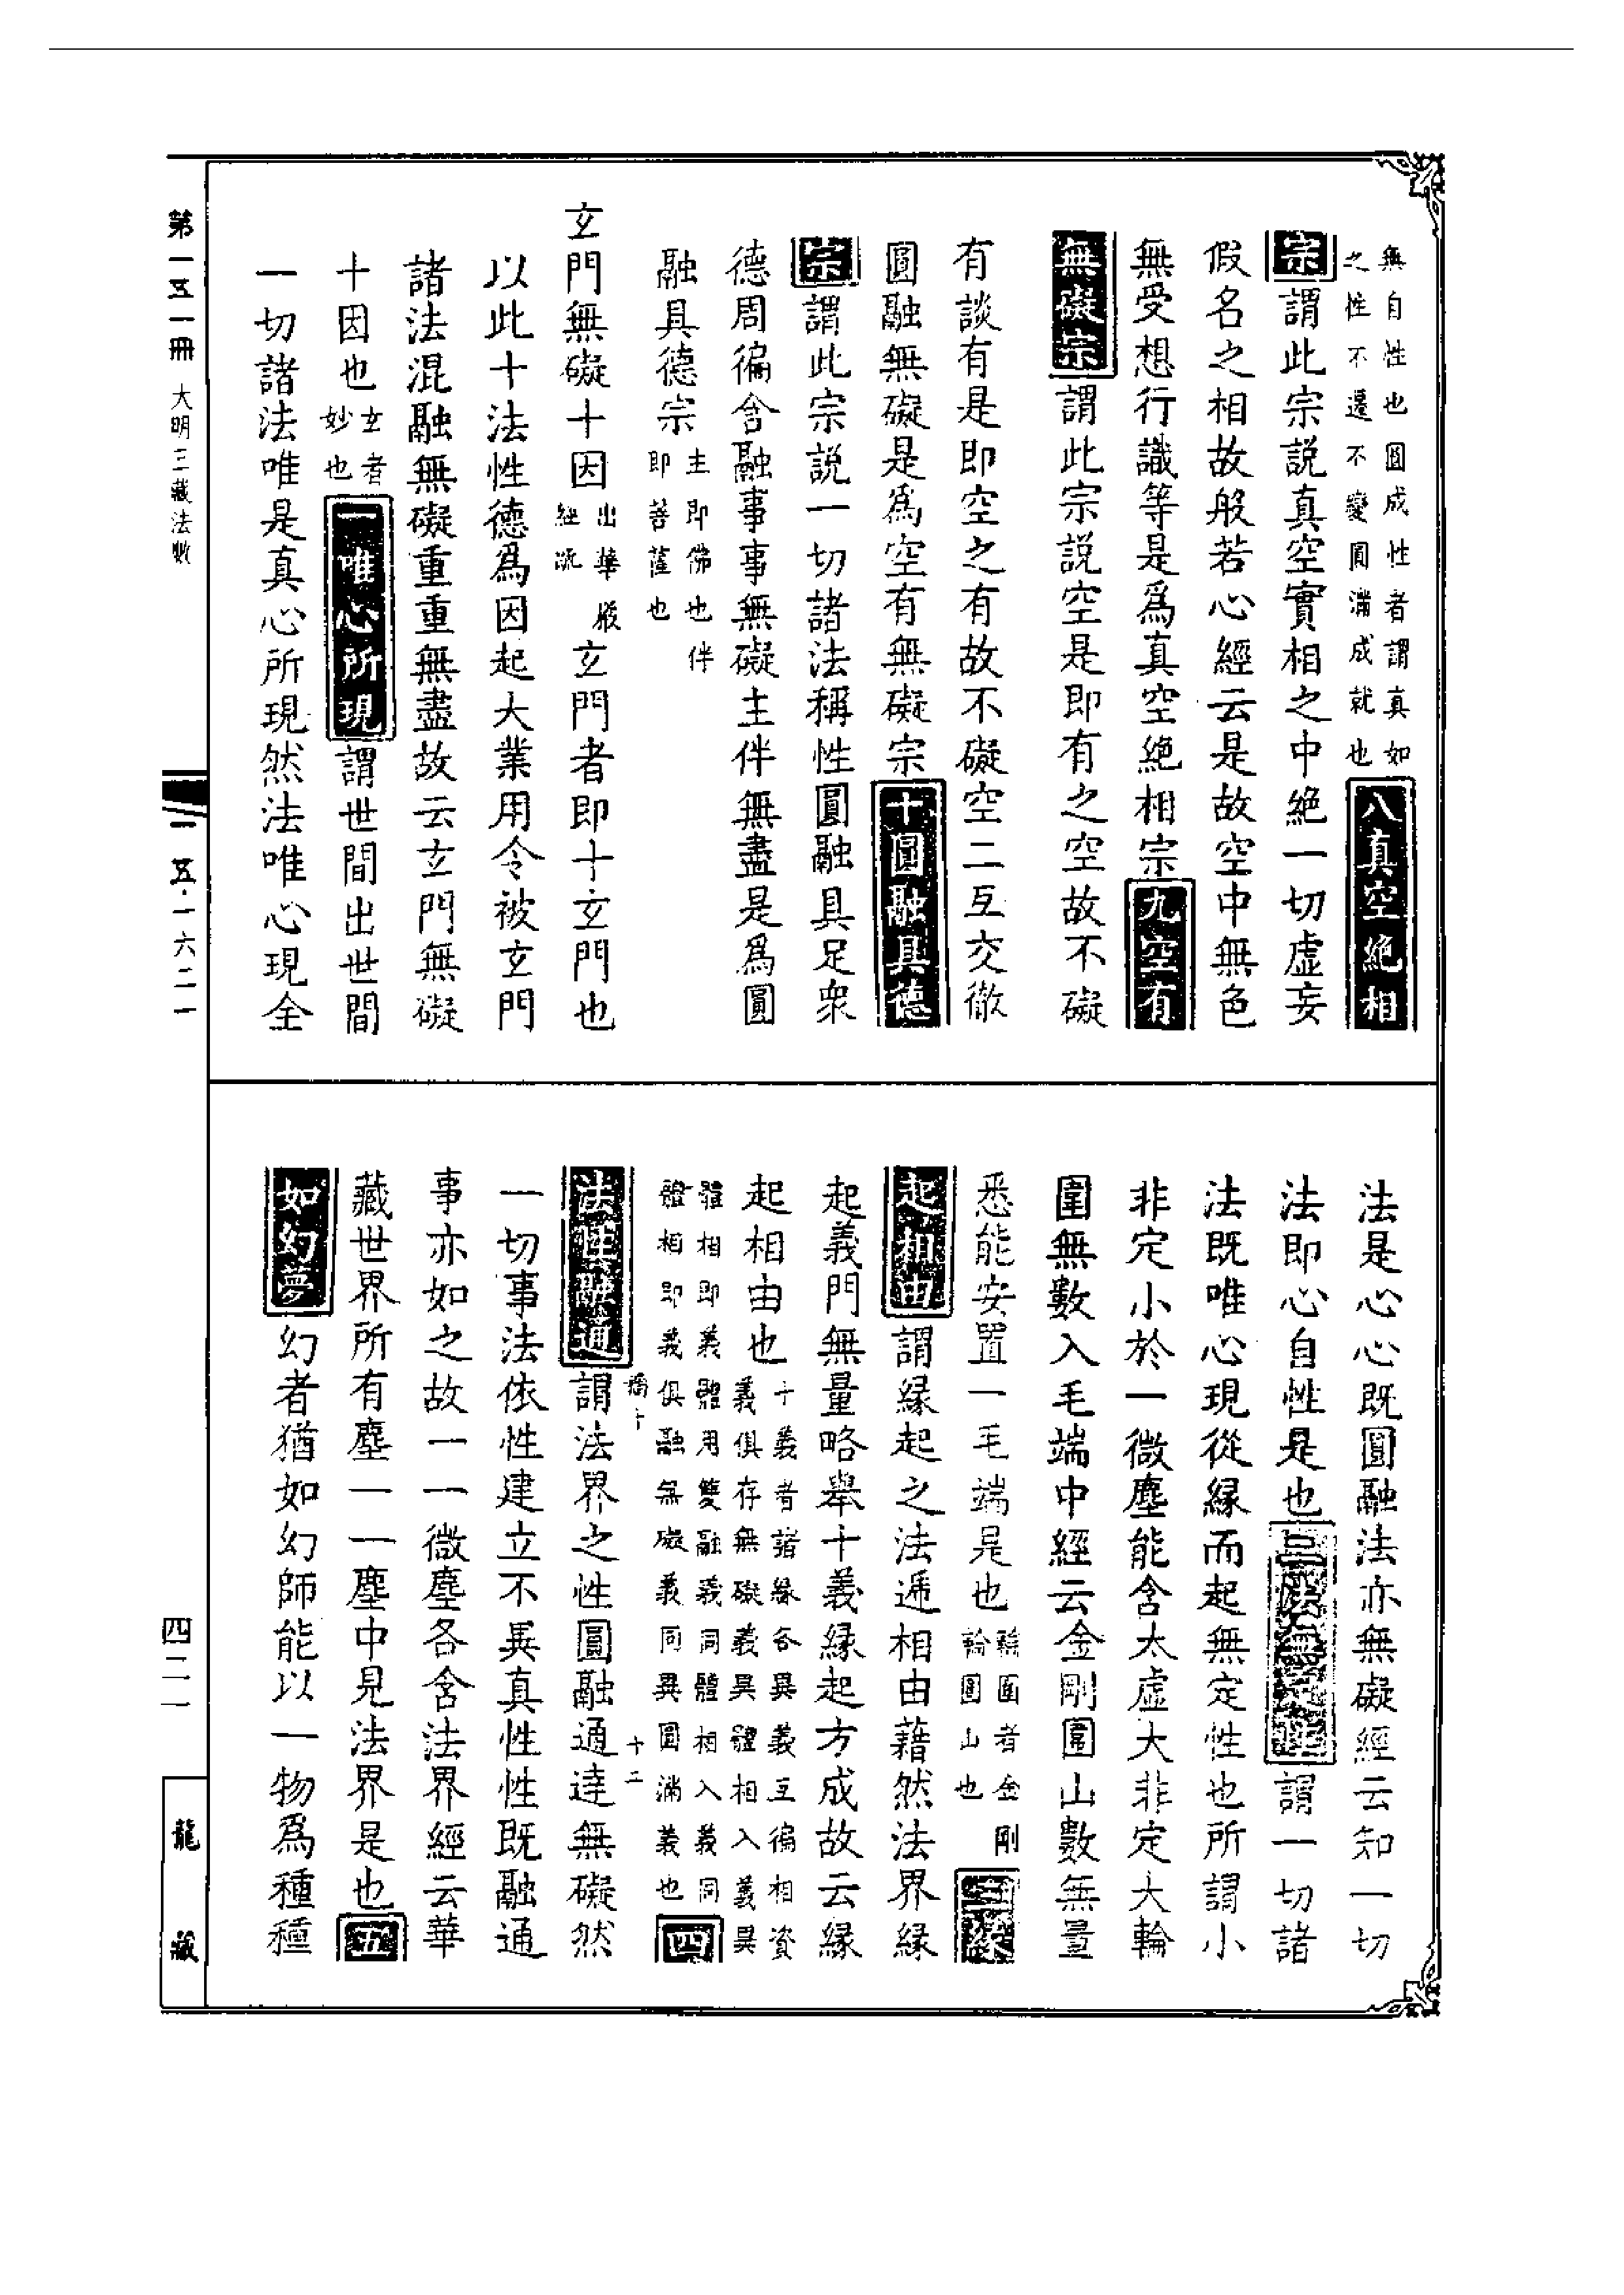 無自性也圓成性者謂真如
之性不遷不變圓滿成就也
八真空絶相
宗謂此宗説真空實相之中絶一切虛妄
假名之相故般若心經云是故空中無色
無受想行識等是爲真空絶相宗九空有
無礙宗謂此宗説空是即有之空故不礙
有談有是即空之有故不礙空二互交徹
圓融無礙是爲空有無礙宗十圓融具德
宗謂此宗説一切諸法稱性圓融具足衆
德周徧含融事事無礙主伴無盡是爲圓
融具德宗
主即佛也伴
即菩薩也
玄門無礙十因
出華嚴
經疏
玄門者即十玄門也
以此十法性德爲因起大業用令被玄門
諸法混融無礙重重無盡故云玄門無礙
十因也
玄者
妙也
一唯心所現謂世間出世間
一切諸法唯是真心所現然法唯心現全
法是心心既圓融法亦無礙經云知一切
法即心自性是也二法無定性謂一切諸
法既唯心現從縁而起無定性也所謂小
非定小於一微塵能含太虛大非定大輪
圍無數入毛端中經云金剛圍山數無量
悉能安置一毛端是也
輪圍者金剛
輪圍山也
三緣
起相由謂縁起之法遞相由藉然法界縁
起義門無量略舉十義縁起方成故云縁
起相由也
十義者諸縁各異義互徧相資
義俱存無礙義異體相入義異
體相即義體用雙融義同體相入義同
體相即義俱融無礙義同異圓滿義也
四
法性融通謂法界之性圓融通達無礙然
一切事法依性建立不異真性性既融通
事亦如之故一一微塵各含法界經云華
藏世界所有塵一一塵中見法界是也五
如幻夢幻者猶如幻師能以一物爲種種
第一五一冊 大明三藏法數
一五·一六二一
四二一
龍藏